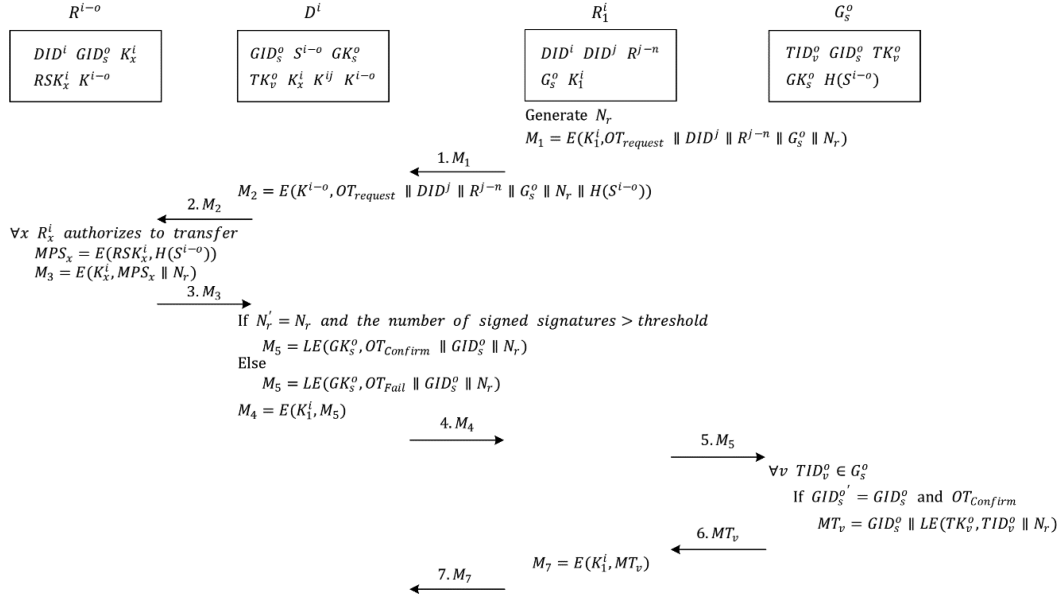 R^{i-o} D^i R_1^i G_s^o
DID^i GID_s^o K_x^i
RSK_x^i K^{i-o}
GID_s^o S^{i-o} GK_s^o
TK_v^o K_x^i K^{ij} K^{i-o}
DID^i DID^j R^{j-n}
G_s^o K_1^i
TID_v^o GID_s^o TK_v^o
GK_s^o H(S^{i-o})
Generate N_r
M_1 = E(K_1^i, OT_{request} ∥ DID^j ∥ R^{j-n} ∥ G_s^o ∥ N_r)
1. M_1
M_2 = E(K^{i-o}, OT_{request} ∥ DID^j ∥ R^{j-n} ∥ G_s^o ∥ N_r ∥ H(S^{i-o}))
2. M_2
∀x R_x^i authorizes to transfer
MPS_x = E(RSK_x^i, H(S^{i-o}))
M_3 = E(K_x^i, MPS_x ∥ N_r)
3. M_3
If N_r^' = N_r and the number of signed signatures > threshold
M_5 = LE(GK_s^o, OT_{Confirm} ∥ GID_s^o ∥ N_r)
Else
M_5 = LE(GK_s^o, OT_{Fail} ∥ GID_s^o ∥ N_r)
M_4 = E(K_1^i, M_5)
4. M_4
5. M_5
∀v TID_v^o ∈ G_s^o
If GID_s^{o'} = GID_s^o and OT_{Confirm}
MT_v = GID_s^o ∥ LE(TK_v^o, TID_v^o ∥ N_r)
6. MT_v
M_7 = E(K_1^i, MT_v)
7. M_7